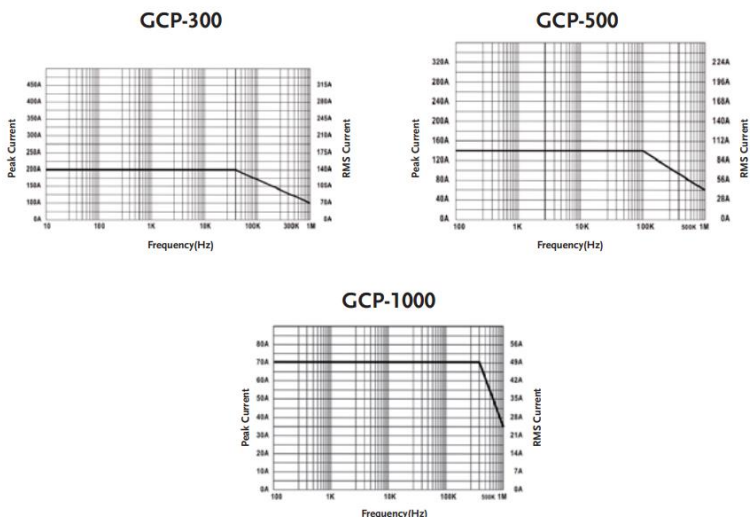 GCP-300
Peak Current
450A
400A
350A
300A
250A
200A
150A
100A
0A
315A
280A
245A
210A
175A
140A
105A
70A
0A
RMS Current
10 100 1K 10K 100K 300K 1M
Frequency(Hz)
GCP-500
Peak Current
320A
280A
240A
200A
160A
120A
80A
40A
0A
224A
196A
168A
140A
112A
84A
56A
28A
0A
RMS Current
100 1K 10K 100K 500K 1M
Frequency(Hz)
GCP-1000
Peak Current
80A
70A
60A
50A
40A
30A
20A
10A
0A
56A
49A
42A
35A
28A
21A
14A
7A
0A
RMS Current
100 1K 10K 100K 500K 1M
Frequency(Hz)